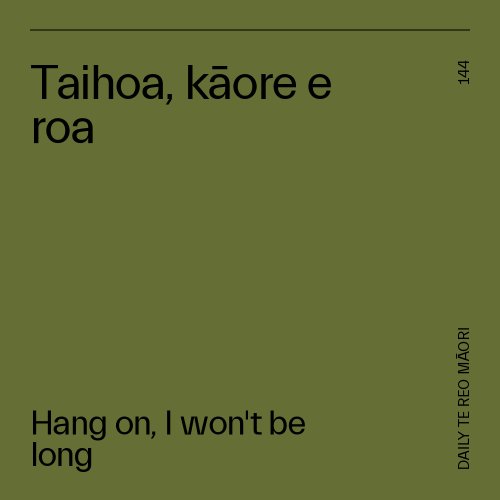 Taihoa, kāore e
roa
144
Hang on, I won't be
long
DAILY TE REO MĀORI